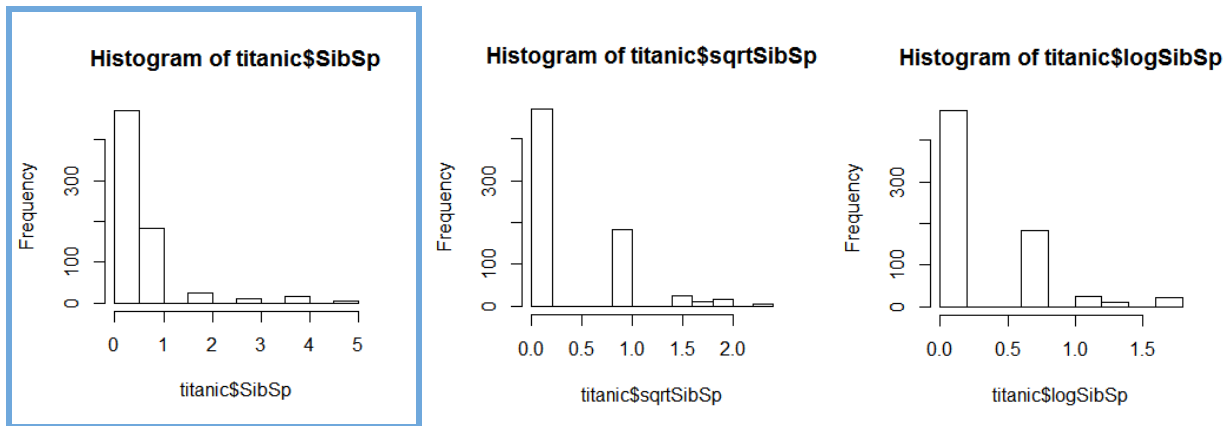 Histogram of titanic$SibSp
Frequency
300
100
0
0 1 2 3 4 5
titanic$SibSp
Histogram of titanic$sqrtSibSp
Frequency
300
100
0
0.0 0.5 1.0 1.5 2.0
titanic$sqrtSibSp
Histogram of titanic$logSibSp
Frequency
300
100
0
0.0 0.5 1.0 1.5
titanic$logSibSp